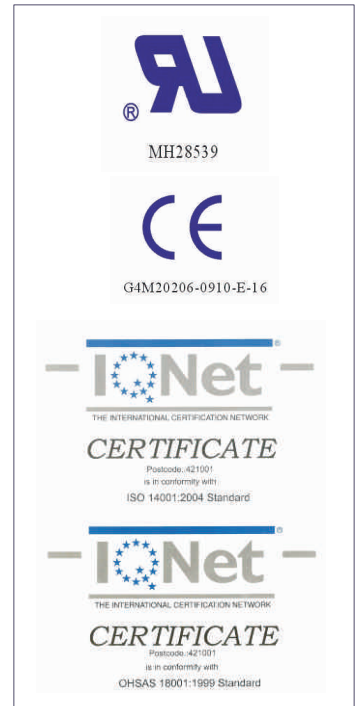 RU
®
MH28539
CE
G4M20206-0910-E-16
®
IQNet
THE INTERNATIONAL CERTIFICATION NETWORK
CERTIFICATE
Postcode.:421001
is in conformity with
ISO 14001:2004 Standard
®
IQNet
THE INTERNATIONAL CERTIFICATION NETWORK
CERTIFICATE
Postcode.:421001
is in conformity with
OHSAS 18001:1999 Standard